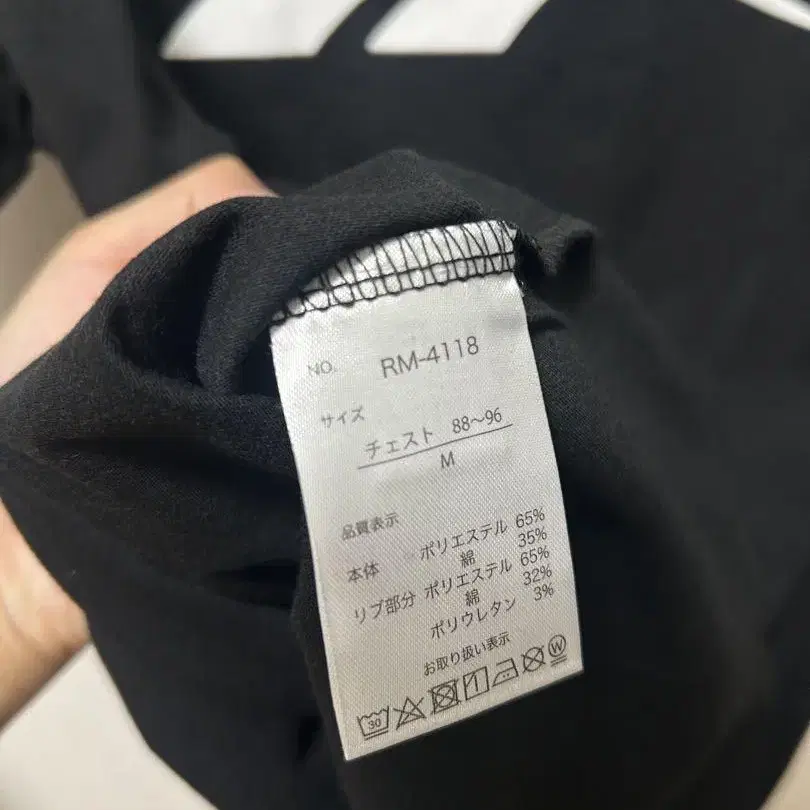 NO. RM-4118
サイズ
チェスト 88〜96
M
品質表示
本体 ポリエステル 65%
綿 35%
リブ部分 ポリエステル 65%
綿 32%
ポリウレタン 3%
お取り扱い表示
30 W